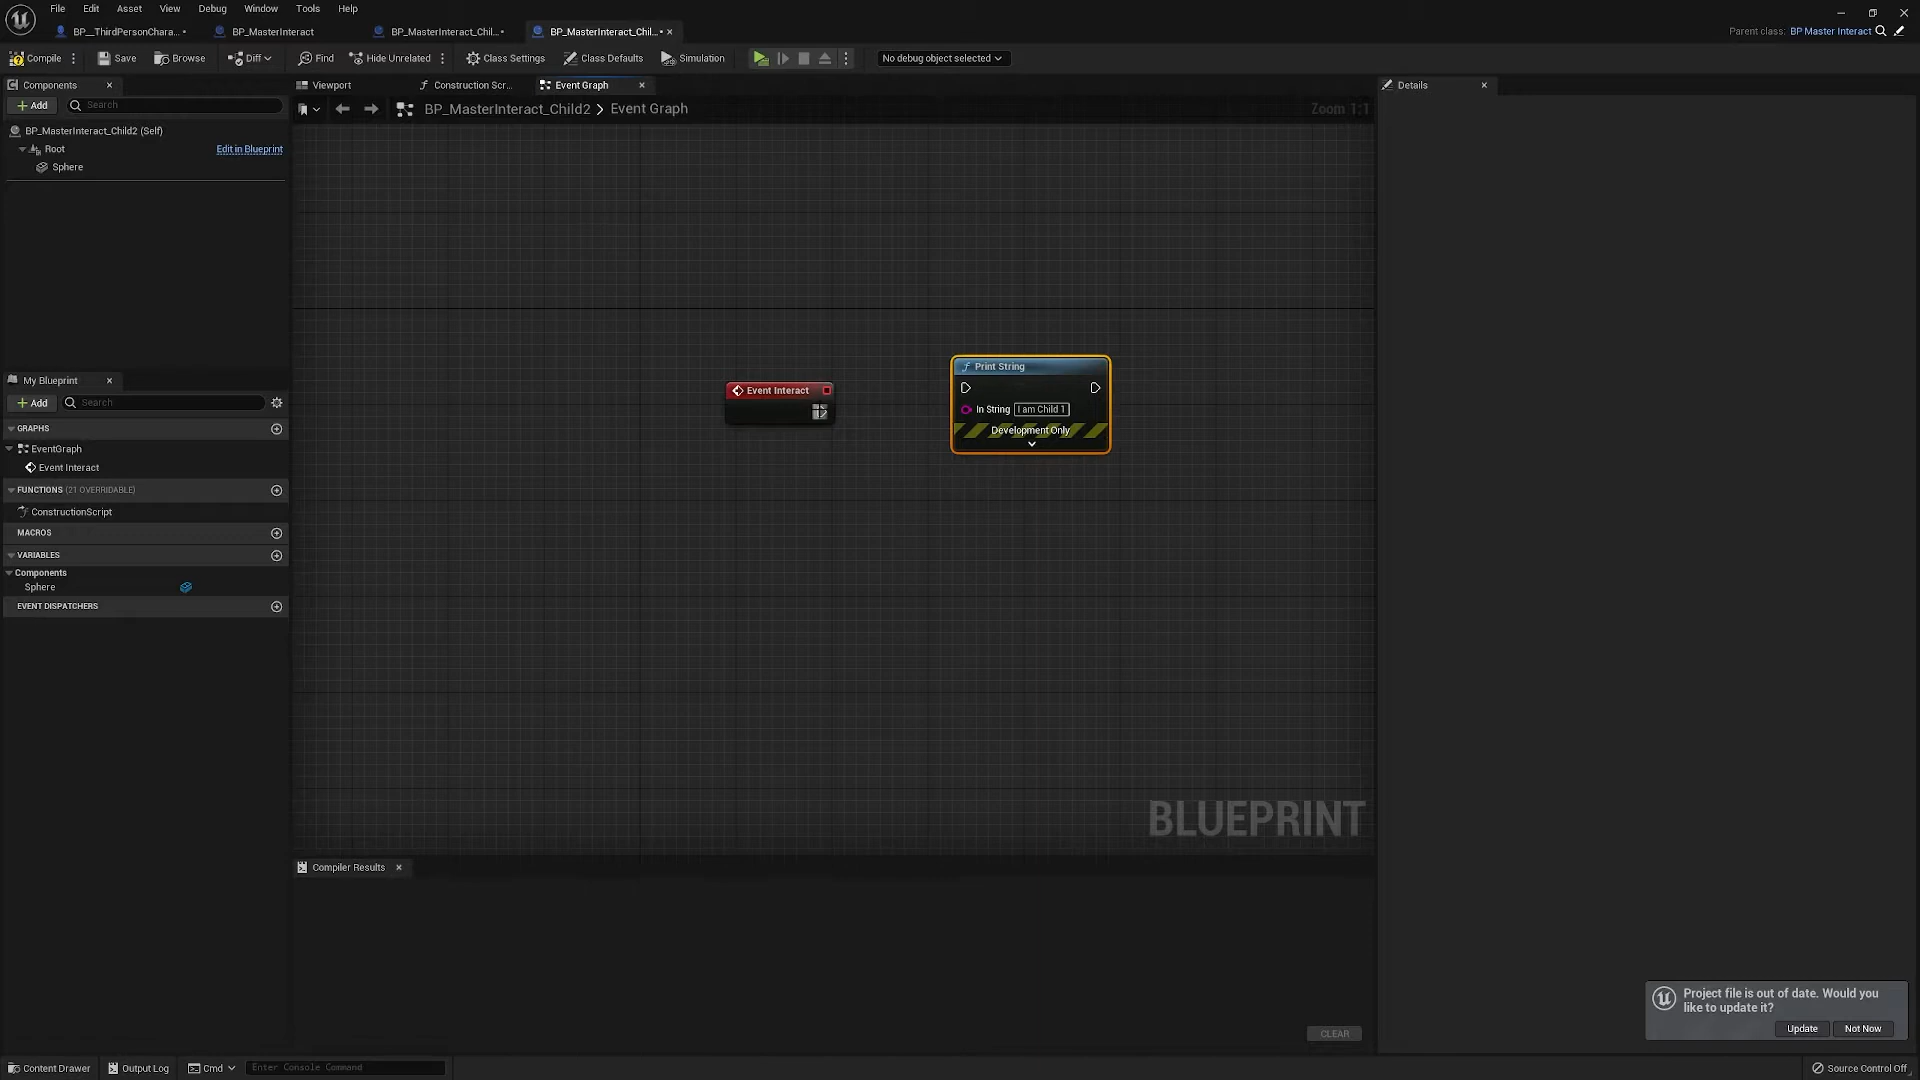 File Edit Asset View Debug Window Tools Help
BP__ThirdPersonChara... • BP_MasterInteract BP_MasterInteract_Chil... • BP_MasterInteract_Chil... •
Parent class: BP Master Interact
Compile Save Browse Diff Find Hide Unrelated Class Settings Class Defaults Simulation No debug object selected
Components Viewport Construction Scr... Event Graph Details
Add Search
BP_MasterInteract_Child2 > Event Graph
Zoom 1:1
BP_MasterInteract_Child2 (Self)
Root Edit in Blueprint
Sphere
Print String
In String I am Child 1
Development Only
Event Interact
My Blueprint
Add Search
GRAPHS
EventGraph
Event Interact
FUNCTIONS (21 OVERRIDABLE)
ConstructionScript
MACROS
VARIABLES
Components
Sphere
EVENT DISPATCHERS
BLUEPRINT
Compiler Results
CLEAR
Project file is out of date. Would you
like to update it?
Update Not Now
Content Drawer Output Log Cmd Enter Console Command Source Control Off